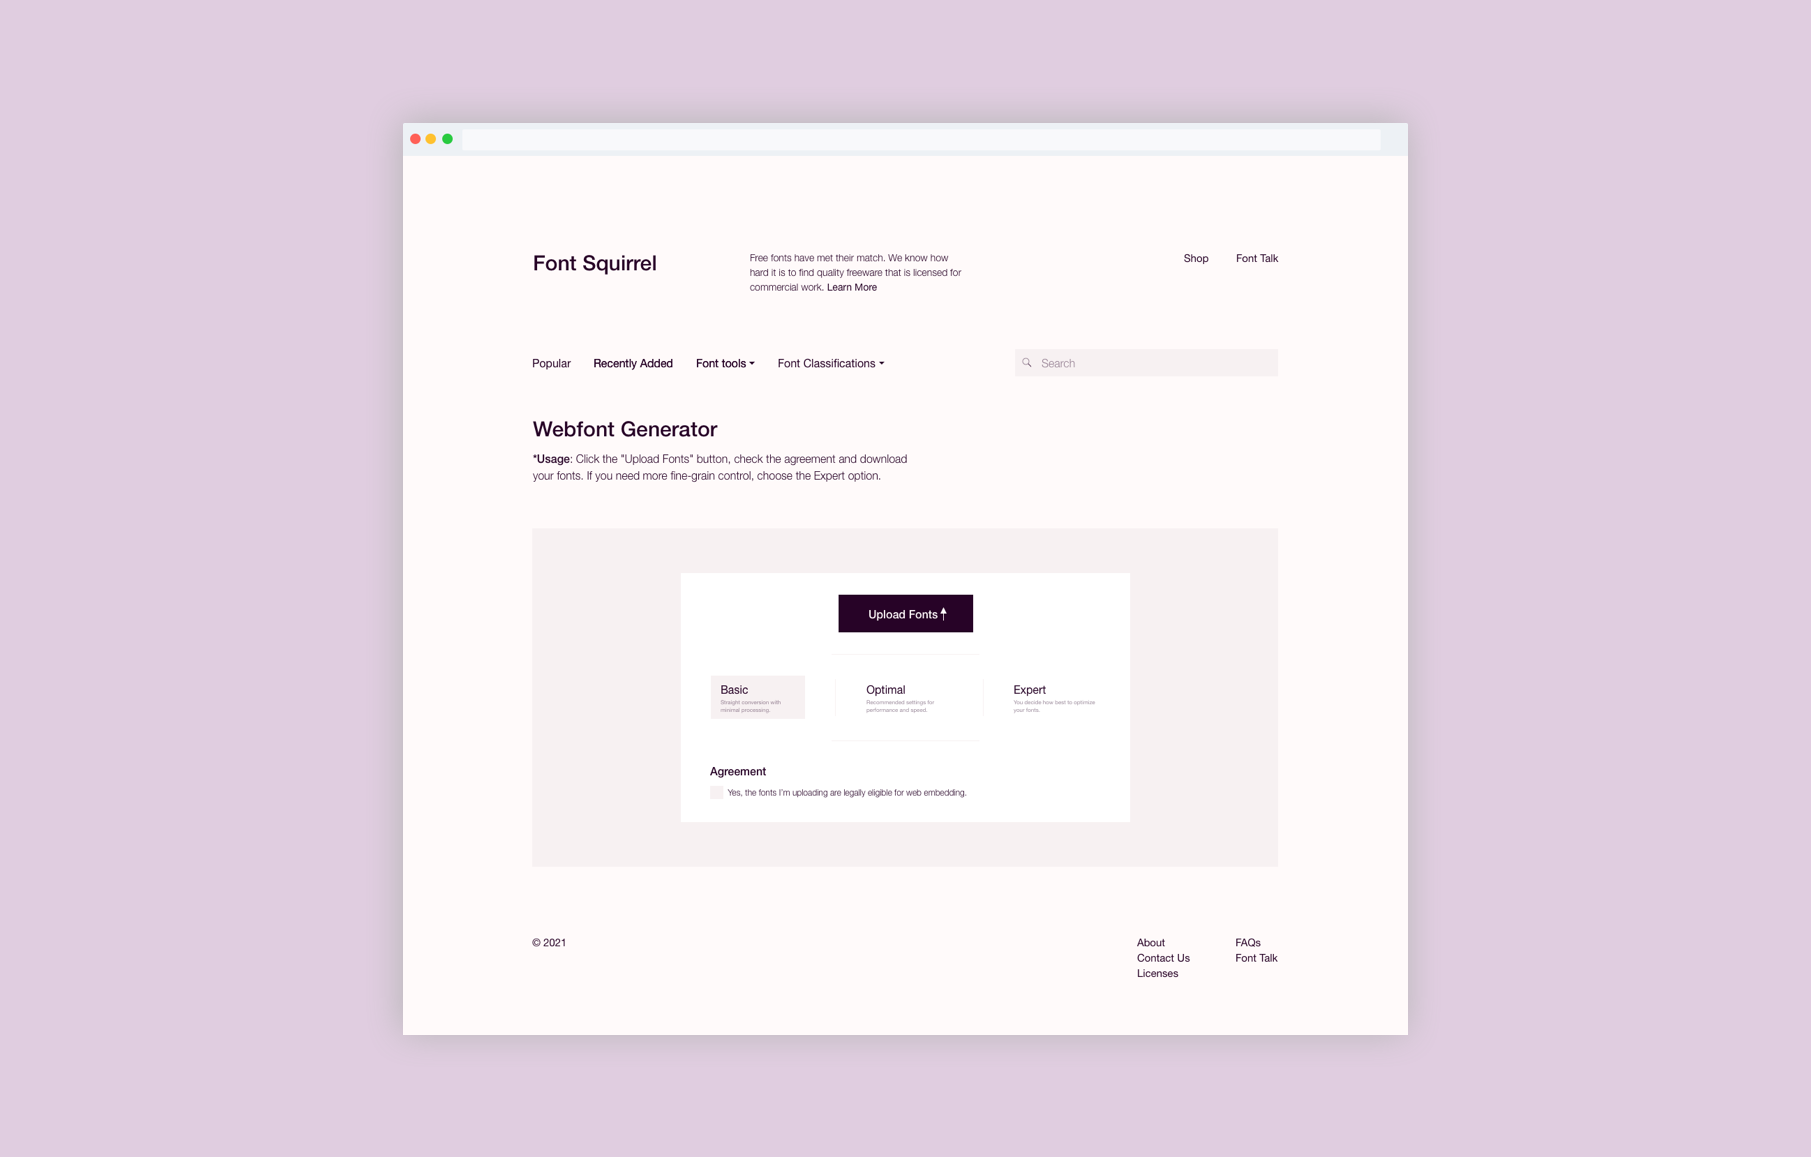 Font Squirrel
Free fonts have met their match. We know how
hard it is to find quality freeware that is licensed for
commercial work. Learn More
Shop
Font Talk
Popular
Recently Added
Font tools
Font Classifications
Search
Webfont Generator
*Usage: Click the "Upload Fonts" button, check the agreement and download
your fonts. If you need more fine-grain control, choose the Expert option.
Upload Fonts
Basic
Straight conversion with
minimal processing.
Optimal
Recommended settings for
performance and speed.
Expert
You decide how best to optimize
your fonts.
Agreement
Yes, the fonts I'm uploading are legally eligible for web embedding.
© 2021
About
Contact Us
Licenses
FAQs
Font Talk